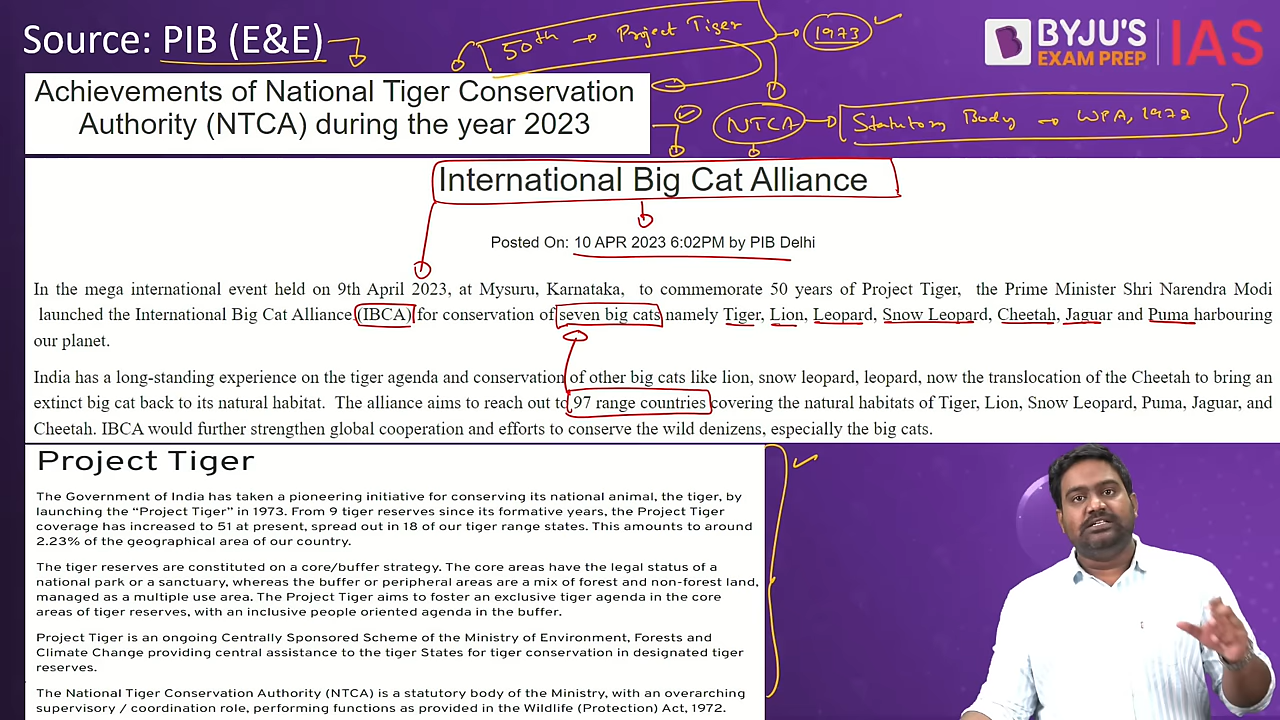 Source: PIB (E&E)
50th → Project Tiger → 1973
BYJU'S
EXAM PREP
IAS
Achievements of National Tiger Conservation
Authority (NTCA) during the year 2023
NTCA → Statutory Body → WPA, 1972
International Big Cat Alliance
Posted On: 10 APR 2023 6:02PM by PIB Delhi
In the mega international event held on 9th April 2023, at Mysuru, Karnataka, to commemorate 50 years of Project Tiger, the Prime Minister Shri Narendra Modi
launched the International Big Cat Alliance (IBCA) for conservation of seven big cats namely Tiger, Lion, Leopard, Snow Leopard, Cheetah, Jaguar and Puma harbouring
our planet.
India has a long-standing experience on the tiger agenda and conservation of other big cats like lion, snow leopard, leopard, now the translocation of the Cheetah to bring an
extinct big cat back to its natural habitat. The alliance aims to reach out to 97 range countries covering the natural habitats of Tiger, Lion, Snow Leopard, Puma, Jaguar, and
Cheetah. IBCA would further strengthen global cooperation and efforts to conserve the wild denizens, especially the big cats.
Project Tiger
The Government of India has taken a pioneering initiative for conserving its national animal, the tiger, by
launching the “Project Tiger” in 1973. From 9 tiger reserves since its formative years, the Project Tiger
coverage has increased to 51 at present, spread out in 18 of our tiger range states. This amounts to around
2.23% of the geographical area of our country.
The tiger reserves are constituted on a core/buffer strategy. The core areas have the legal status of a
national park or a sanctuary, whereas the buffer or peripheral areas are a mix of forest and non-forest land,
managed as a multiple use area. The Project Tiger aims to foster an exclusive tiger agenda in the core
areas of tiger reserves, with an inclusive people oriented agenda in the buffer.
Project Tiger is an ongoing Centrally Sponsored Scheme of the Ministry of Environment, Forests and
Climate Change providing central assistance to the tiger States for tiger conservation in designated tiger
reserves.
The National Tiger Conservation Authority (NTCA) is a statutory body of the Ministry, with an overarching
supervisory / coordination role, performing functions as provided in the Wildlife (Protection) Act, 1972.